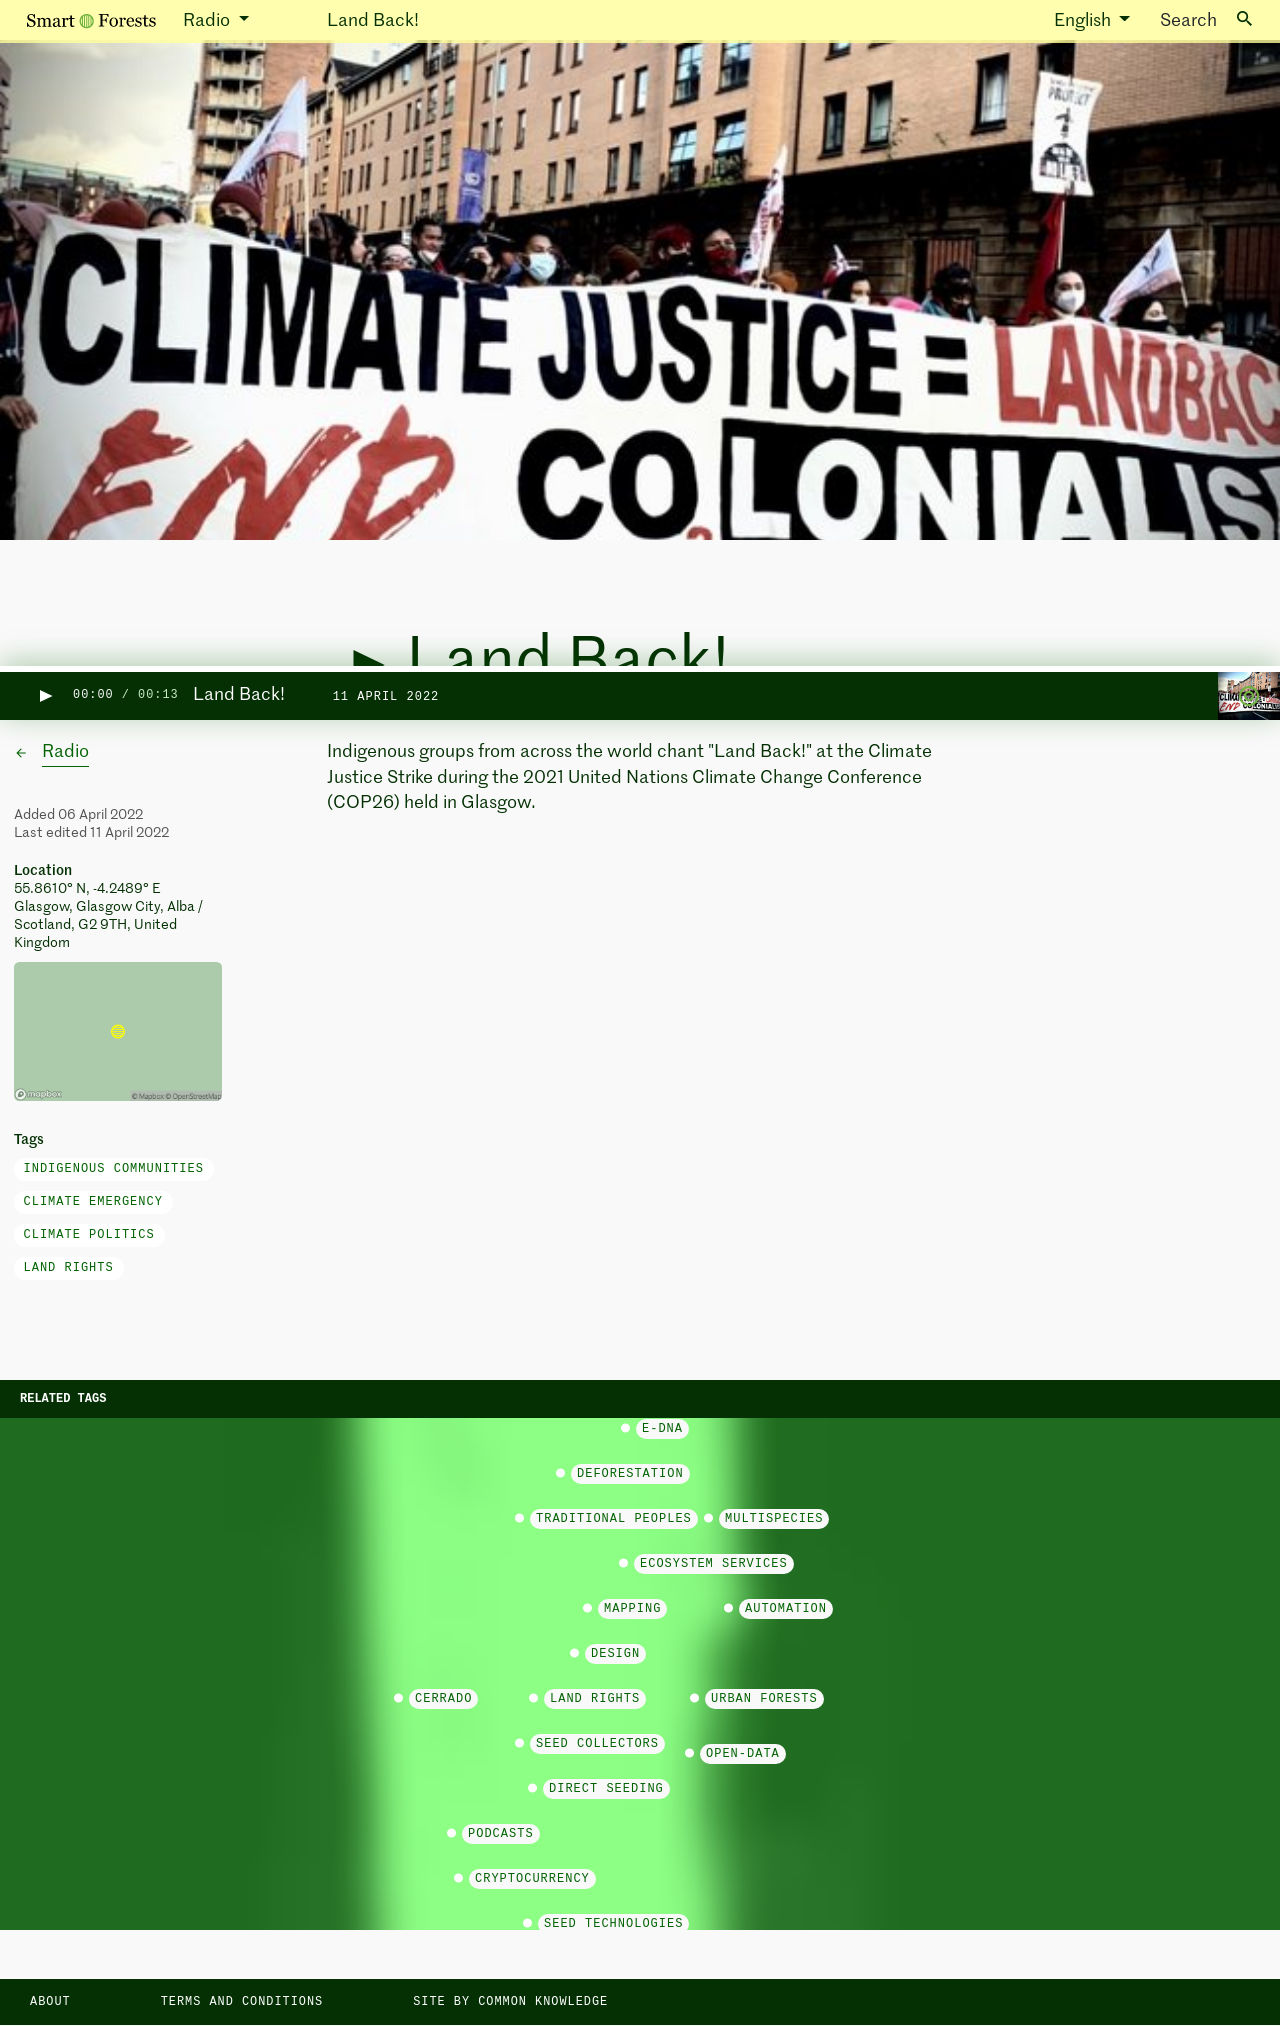 Smart Forests
Radio
Land Back!
English
Search
PROTECT
CLIMATE JUSTICE = LANDBAC
END COLONIALIS
Land Back!
00:00 / 00:13
Land Back!
11 APRIL 2022
Radio
Indigenous groups from across the world chant "Land Back!" at the Climate
Justice Strike during the 2021 United Nations Climate Change Conference
(COP26) held in Glasgow.
Added 06 April 2022
Last edited 11 April 2022
Location
55.8610° N, -4.2489° E
Glasgow, Glasgow City, Alba /
Scotland, G2 9TH, United
Kingdom
mapbox
© Mapbox © OpenStreetMap
Tags
INDIGENOUS COMMUNITIES
CLIMATE EMERGENCY
CLIMATE POLITICS
LAND RIGHTS
RELATED TAGS
E-DNA
DEFORESTATION
TRADITIONAL PEOPLES
MULTISPECIES
ECOSYSTEM SERVICES
MAPPING
AUTOMATION
DESIGN
CERRADO
LAND RIGHTS
URBAN FORESTS
SEED COLLECTORS
OPEN-DATA
DIRECT SEEDING
PODCASTS
CRYPTOCURRENCY
SEED TECHNOLOGIES
ABOUT
TERMS AND CONDITIONS
SITE BY COMMON KNOWLEDGE